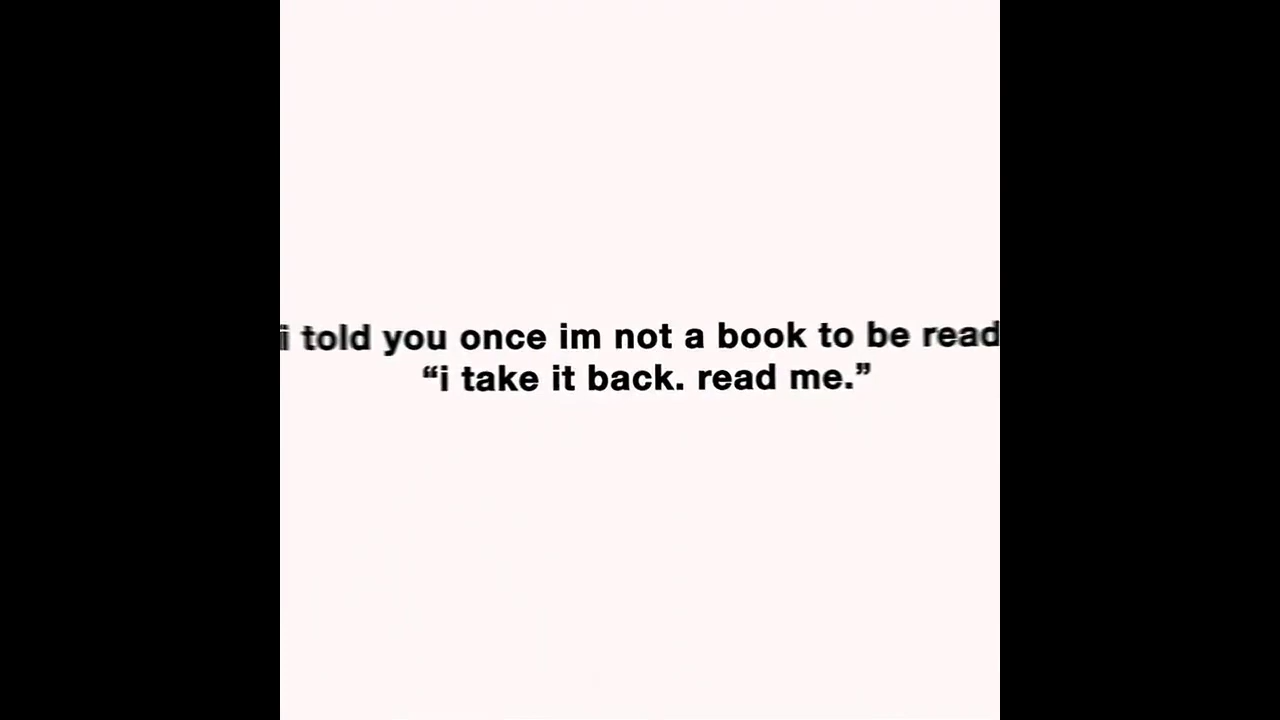 i told you once im not a book to be read
“i take it back. read me.”